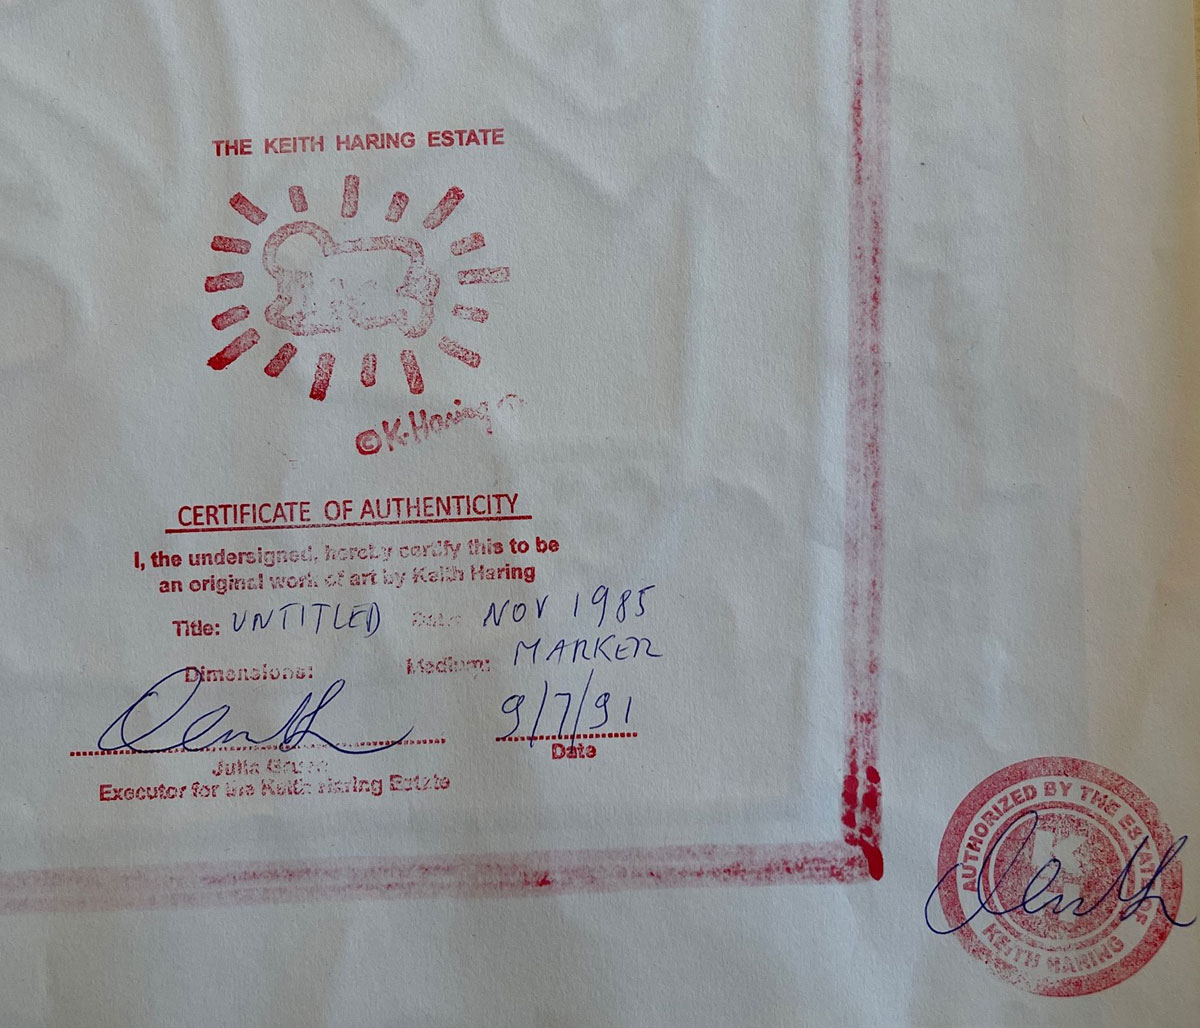 THE KEITH HARING ESTATE
©K. Haring
CERTIFICATE OF AUTHENTICITY
I, the undersigned, hereby certify this to be
an original work of art by Keith Haring
Title: UNTITLED Date: NOV 1985
Dimensions: Medium: MARKER
9/7/91
Date
Julia
Executor for the Keith Haring Estate
AUTHORIZED BY THE ESTATE OF
KEITH HARING